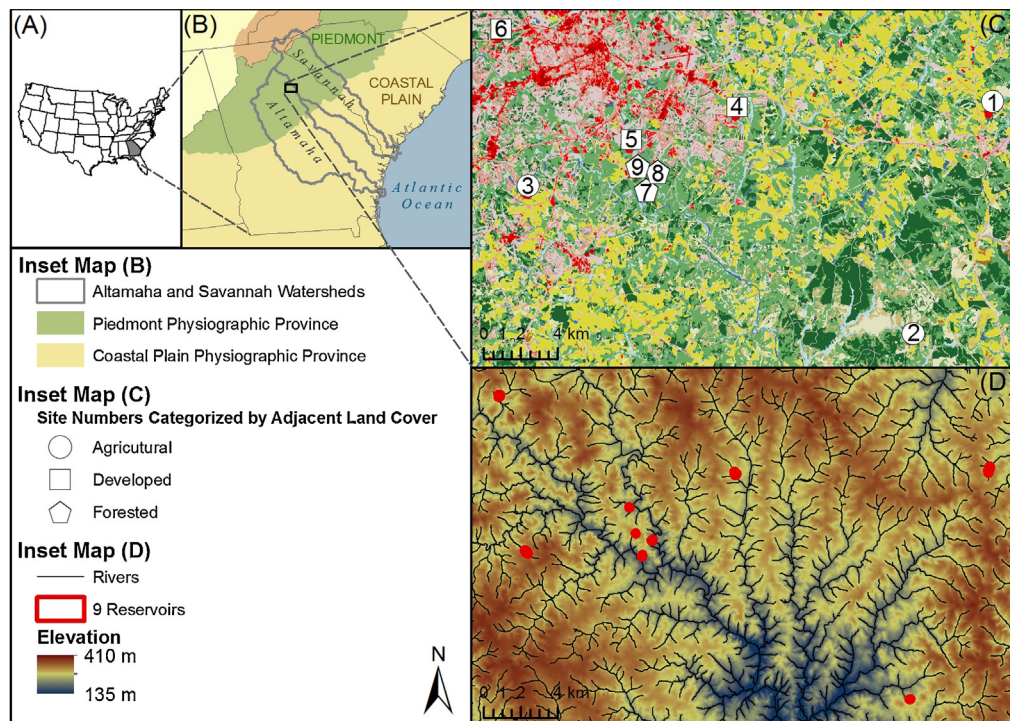 (A)
(B)
PIEDMONT
Savannah
COASTAL
PLAIN
Altamaha
Atlantic
Ocean
(C)
6
1
4
5
9
8
3
7
2
0 1 2 4 km
Inset Map (B)
Altamaha and Savannah Watersheds
Piedmont Physiographic Province
Coastal Plain Physiographic Province
Inset Map (C)
Site Numbers Categorized by Adjacent Land Cover
Agricutural
Developed
Forested
Inset Map (D)
Rivers
9 Reservoirs
Elevation
410 m
135 m
N
(D)
0 1 2 4 km